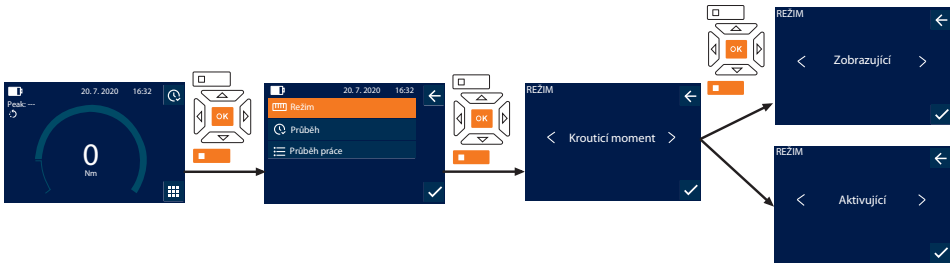 20. 7. 2020 16:32
Peak: ---
0
Nm
OK
20. 7. 2020 16:32
Režim
Průběh
Průběh práce
OK
REŽIM
Krouticí moment
OK
REŽIM
Zobrazující
REŽIM
Aktivující